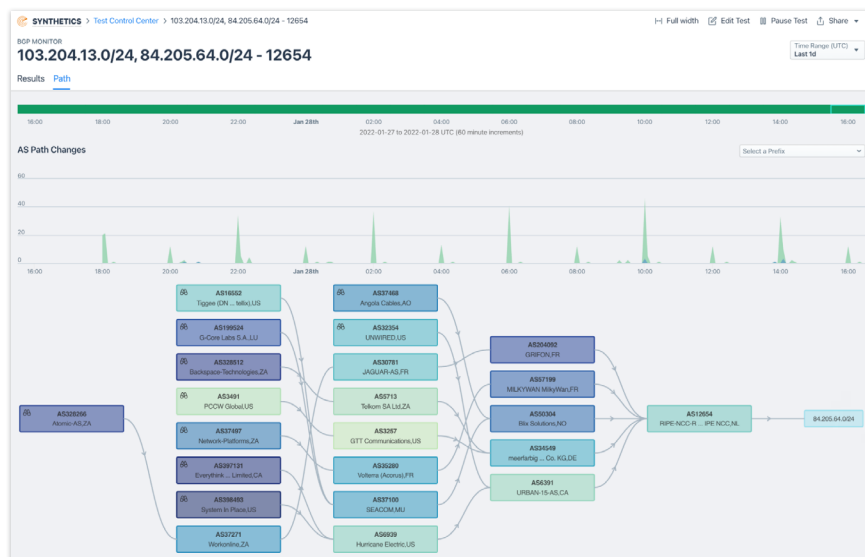 SYNTHETICS > Test Control Center > 103.204.13.0/24, 84.205.64.0/24 - 12654
Full width Edit Test Pause Test Share
BGP MONITOR
103.204.13.0/24, 84.205.64.0/24 - 12654
Time Range (UTC)
Last 1d
Results Path
16:00 18:00 20:00 22:00 Jan 28th 02:00 04:00 06:00 08:00 10:00 12:00 14:00 16:00
2022-01-27 to 2022-01-28 UTC (60 minute increments)
AS Path Changes
Select a Prefix
60
40
20
0
16:00 18:00 20:00 22:00 Jan 28th 02:00 04:00 06:00 08:00 10:00 12:00 14:00 16:00
AS328266
Atomic-AS,ZA
AS16552
Tiggee (DN ... tellix),US
AS199524
G-Core Labs S.A.,LU
AS328512
Backspace-Technologies,ZA
AS3491
PCCW Global,US
AS37497
Network-Platforms,ZA
AS397131
Everythink ... Limited,CA
AS398493
System In Place,US
AS37271
Workonline,ZA
AS37468
Angola Cables,AO
AS32354
UNWIRED,US
AS30781
JAGUAR-AS,FR
AS5713
Telkom SA Ltd,ZA
AS3257
GTT Communications,US
AS35280
Volterra (Acorus),FR
AS37100
SEACOM,MU
AS6939
Hurricane Electric,US
AS204092
GRIFON,FR
AS57199
MILKYWAN MilkyWan,FR
AS50304
Blix Solutions,NO
AS34549
meerfarbig ... Co. KG,DE
AS6391
URBAN-15-AS,CA
AS12654
RIPE-NCC-R ... IPE NCC,NL
84.205.64.0/24